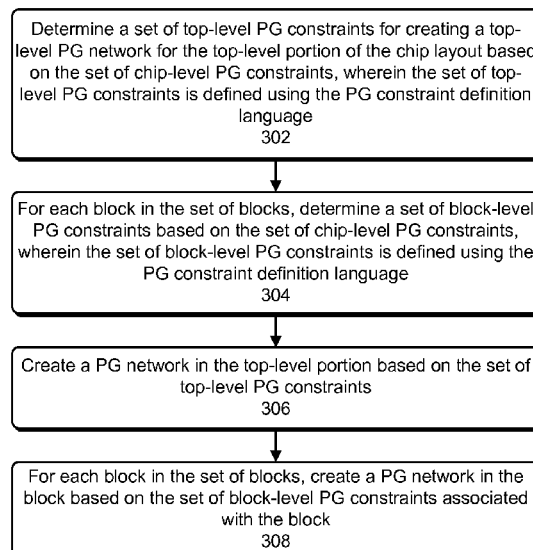 Determine a set of top-level PG constraints for creating a top-
level PG network for the top-level portion of the chip layout based
on the set of chip-level PG constraints, wherein the set of top-
level PG constraints is defined using the PG constraint definition
language
302
For each block in the set of blocks, determine a set of block-level
PG constraints based on the set of chip-level PG constraints,
wherein the set of block-level PG constraints is defined using the
PG constraint definition language
304
Create a PG network in the top-level portion based on the set of
top-level PG constraints
306
For each block in the set of blocks, create a PG network in the
block based on the set of block-level PG constraints associated
with the block
308